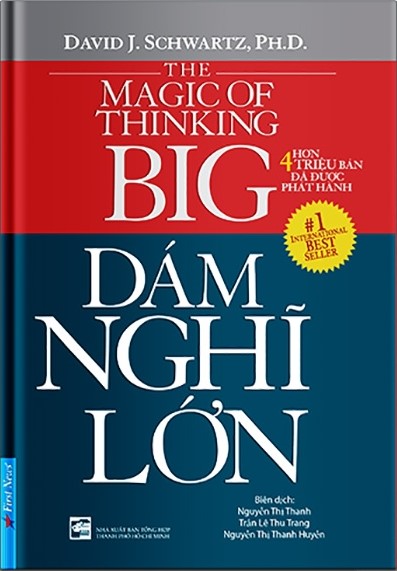 DAVID J. SCHWARTZ, PH.D.
THE
MAGIC OF
THINKING
BIG
HƠN
4 TRIỆU BẢN
ĐÃ ĐƯỢC
PHÁT HÀNH
#1
INTERNATIONAL
BEST
SELLER
DÁM
NGHĨ
LỚN
Biên dịch:
Nguyễn Thị Thanh
Trần Lê Thu Trang
Nguyễn Thị Thanh Huyền
NHÀ XUẤT BẢN TỔNG HỢP
THÀNH PHỐ HỒ CHÍ MINH
First News